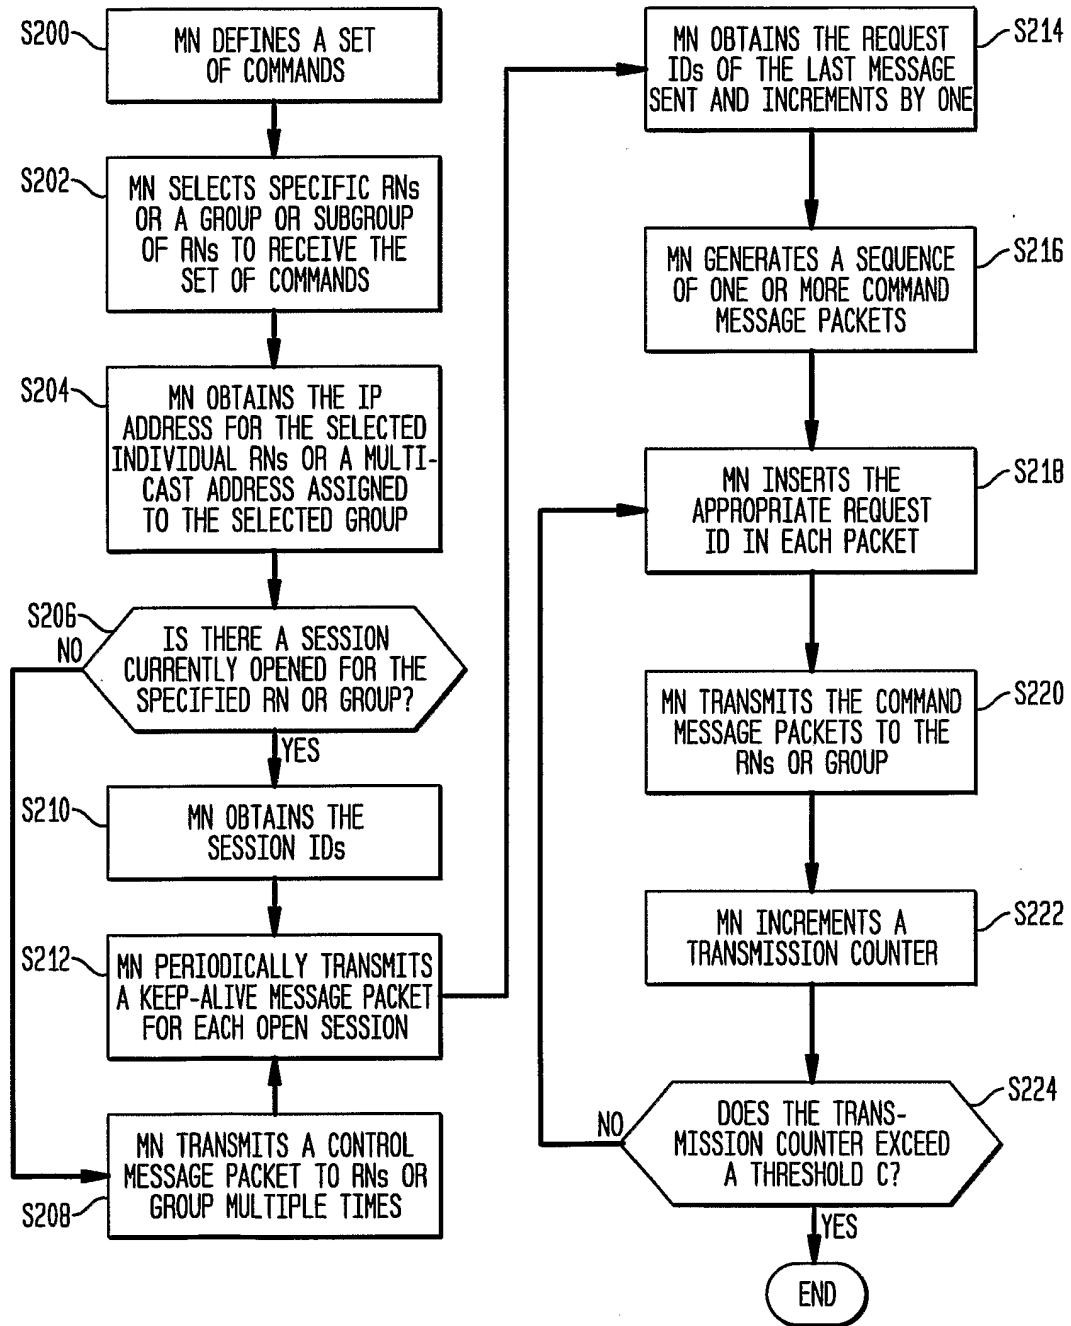 S200
MN DEFINES A SET
OF COMMANDS
S202
MN SELECTS SPECIFIC RNs
OR A GROUP OR SUBGROUP
OF RNs TO RECEIVE THE
SET OF COMMANDS
S204
MN OBTAINS THE IP
ADDRESS FOR THE SELECTED
INDIVIDUAL RNs OR A MULTI-
CAST ADDRESS ASSIGNED
TO THE SELECTED GROUP
S206
NO
IS THERE A SESSION
CURRENTLY OPENED FOR THE
SPECIFIED RN OR GROUP?
YES
S210
MN OBTAINS THE
SESSION IDs
S212
MN PERIODICALLY TRANSMITS
A KEEP-ALIVE MESSAGE PACKET
FOR EACH OPEN SESSION
MN TRANSMITS A CONTROL
MESSAGE PACKET TO RNs OR
GROUP MULTIPLE TIMES
S208
MN OBTAINS THE REQUEST
IDs OF THE LAST MESSAGE
SENT AND INCREMENTS BY ONE
S214
MN GENERATES A SEQUENCE
OF ONE OR MORE COMMAND
MESSAGE PACKETS
S216
MN INSERTS THE
APPROPRIATE REQUEST
ID IN EACH PACKET
S218
MN TRANSMITS THE COMMAND
MESSAGE PACKETS TO THE
RNs OR GROUP
S220
MN INCREMENTS A
TRANSMISSION COUNTER
S222
DOES THE TRANS-
MISSION COUNTER EXCEED
A THRESHOLD C?
S224
NO
YES
END